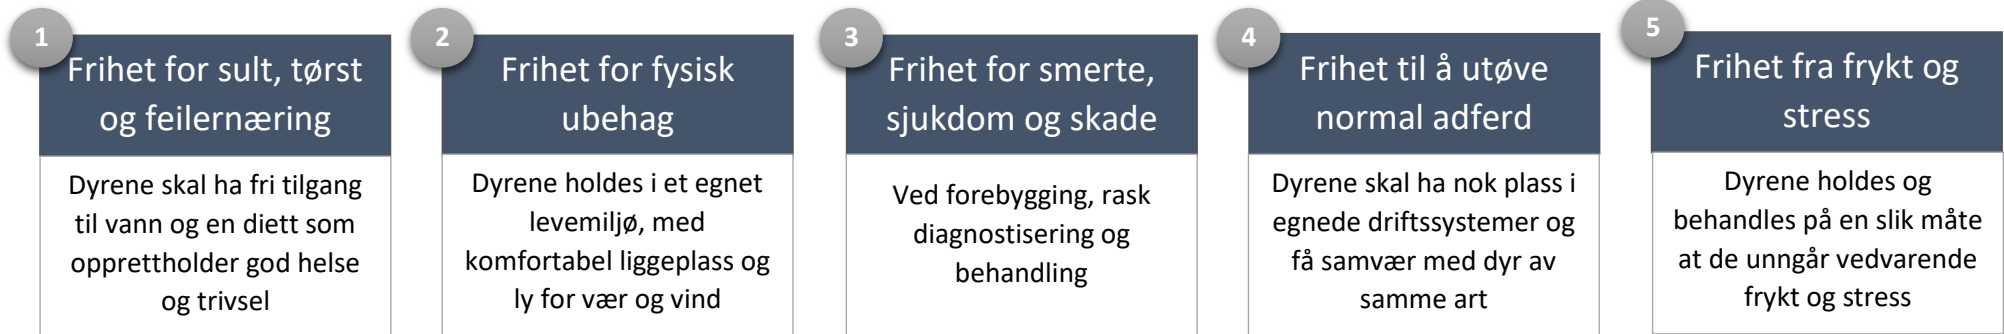 1
Frihet for sult, tørst
og feilernæring
Dyrene skal ha fri tilgang
til vann og en diett som
opprettholder god helse
og trivsel
2
Frihet for fysisk
ubehag
Dyrene holdes i et egnet
levemiljø, med
komfortabel liggeplass og
ly for vær og vind
3
Frihet for smerte,
sjukdom og skade
Ved forebygging, rask
diagnostisering og
behandling
4
Frihet til å utøve
normal adferd
Dyrene skal ha nok plass i
egnede driftssystemer og
få samvær med dyr av
samme art
5
Frihet fra frykt og
stress
Dyrene holdes og
behandles på en slik måte
at de unngår vedvarende
frykt og stress